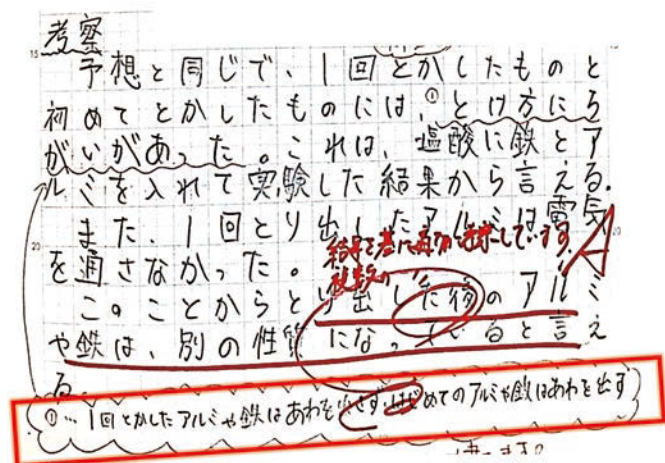 考察
予想と同じで、1回とかしたものと
初めてとかしたものには、①とけ方にち
がいがあった。これは、塩酸に鉄とア
ルミを入れて実験した結果から言える。
また、1回とり出したアルミは電気
を通さなかった。
結果を基に 追求しています。
複数の
A
このことからとり出した後のアルミ
や鉄は、別の性質になっていると言え
る。
①…1回とかしたアルミや鉄はあわを出さず、はじめてのアルミや鉄はあわを出す
15
20